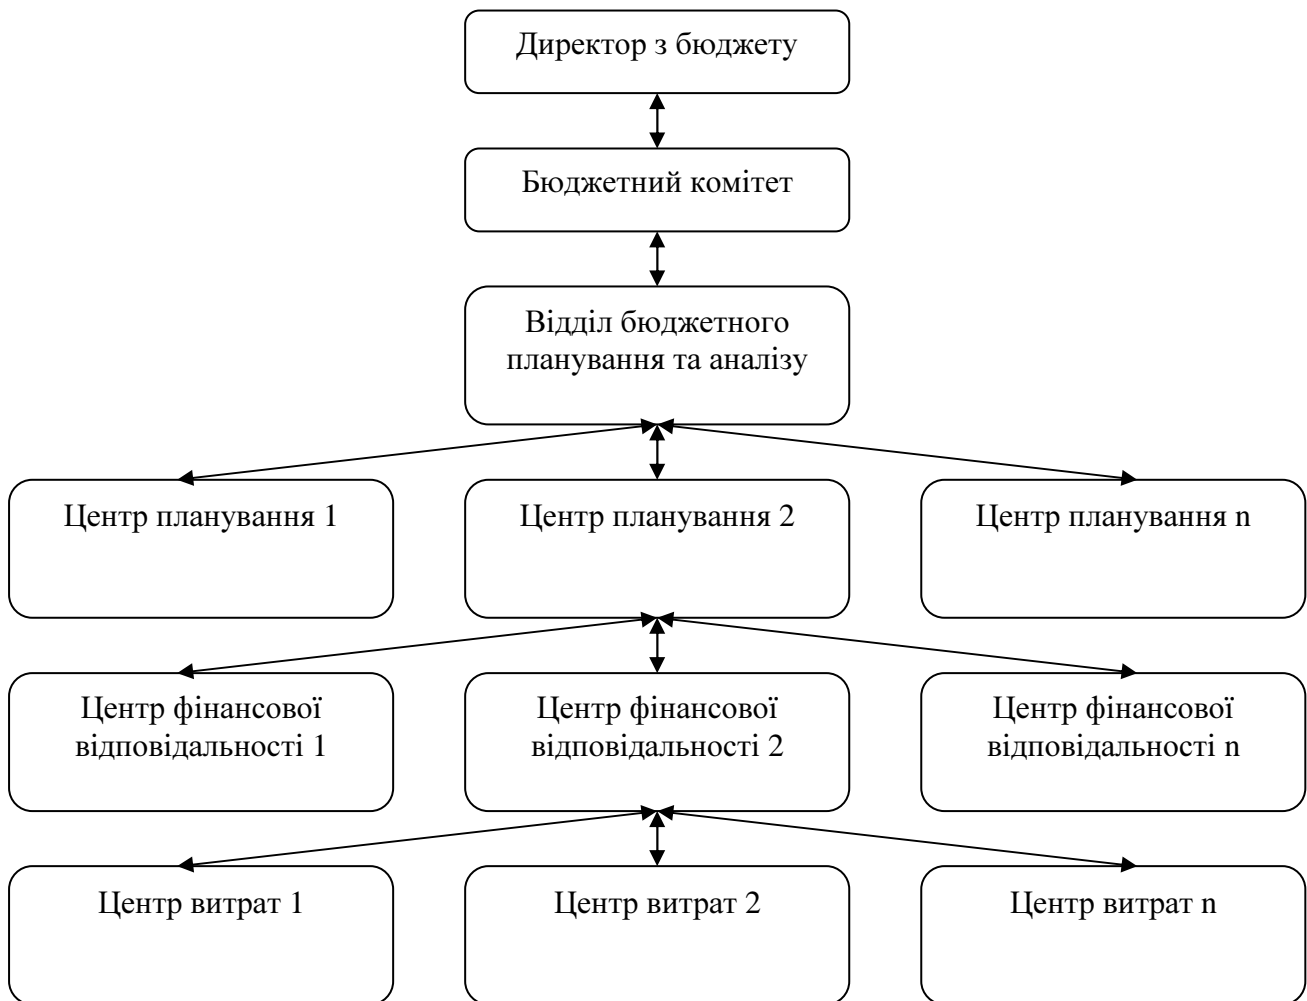 Директор з бюджету
Бюджетний комітет
Відділ бюджетного
планування та аналізу
Центр планування 1
Центр планування 2
Центр планування n
Центр фінансової
відповідальності 1
Центр фінансової
відповідальності 2
Центр фінансової
відповідальності n
Центр витрат 1
Центр витрат 2
Центр витрат n